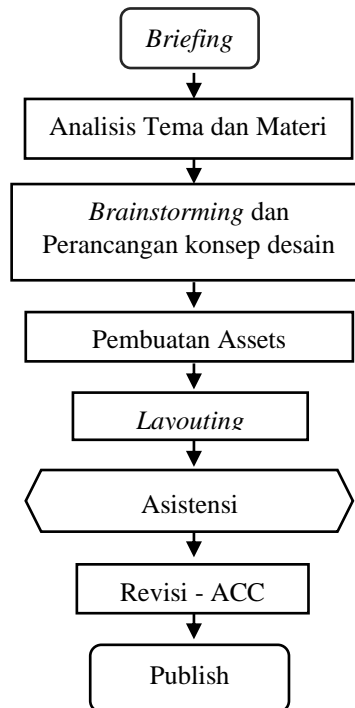 Briefing
Analisis Tema dan Materi
Brainstorming dan
Perancangan konsep desain
Pembuatan Assets
Layouting
Asistensi
Revisi - ACC
Publish